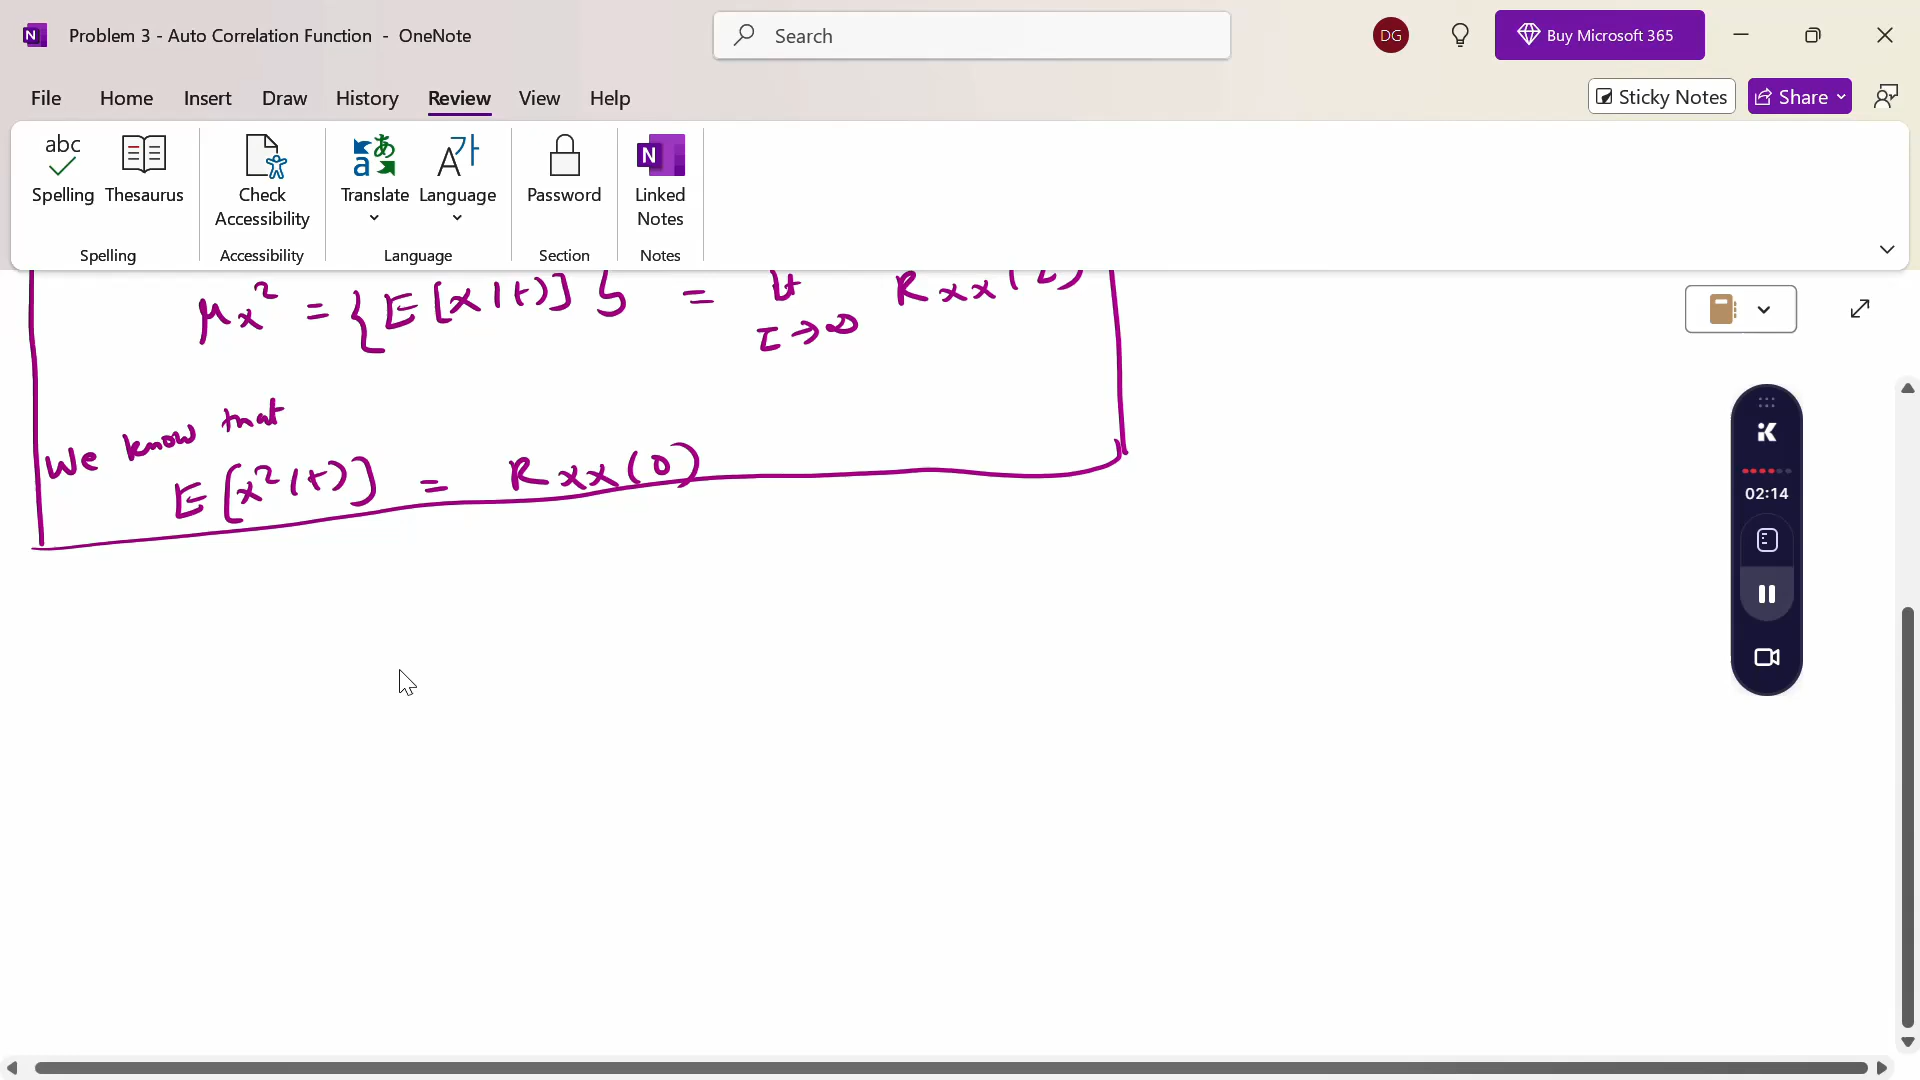 Problem 3 - Auto Correlation Function - OneNote
Search
DG
Buy Microsoft 365
File Home Insert Draw History Review View Help
Sticky Notes
Share
abc
Spelling
Thesaurus
Check Accessibility
Translate
Language
Password
N
Linked Notes
Spelling Accessibility Language Section Notes
μx² = {E[x(t)]} = lt τ→∞ Rxx(τ)
We know that
E[x²(t)] = Rxx(0)
02:14